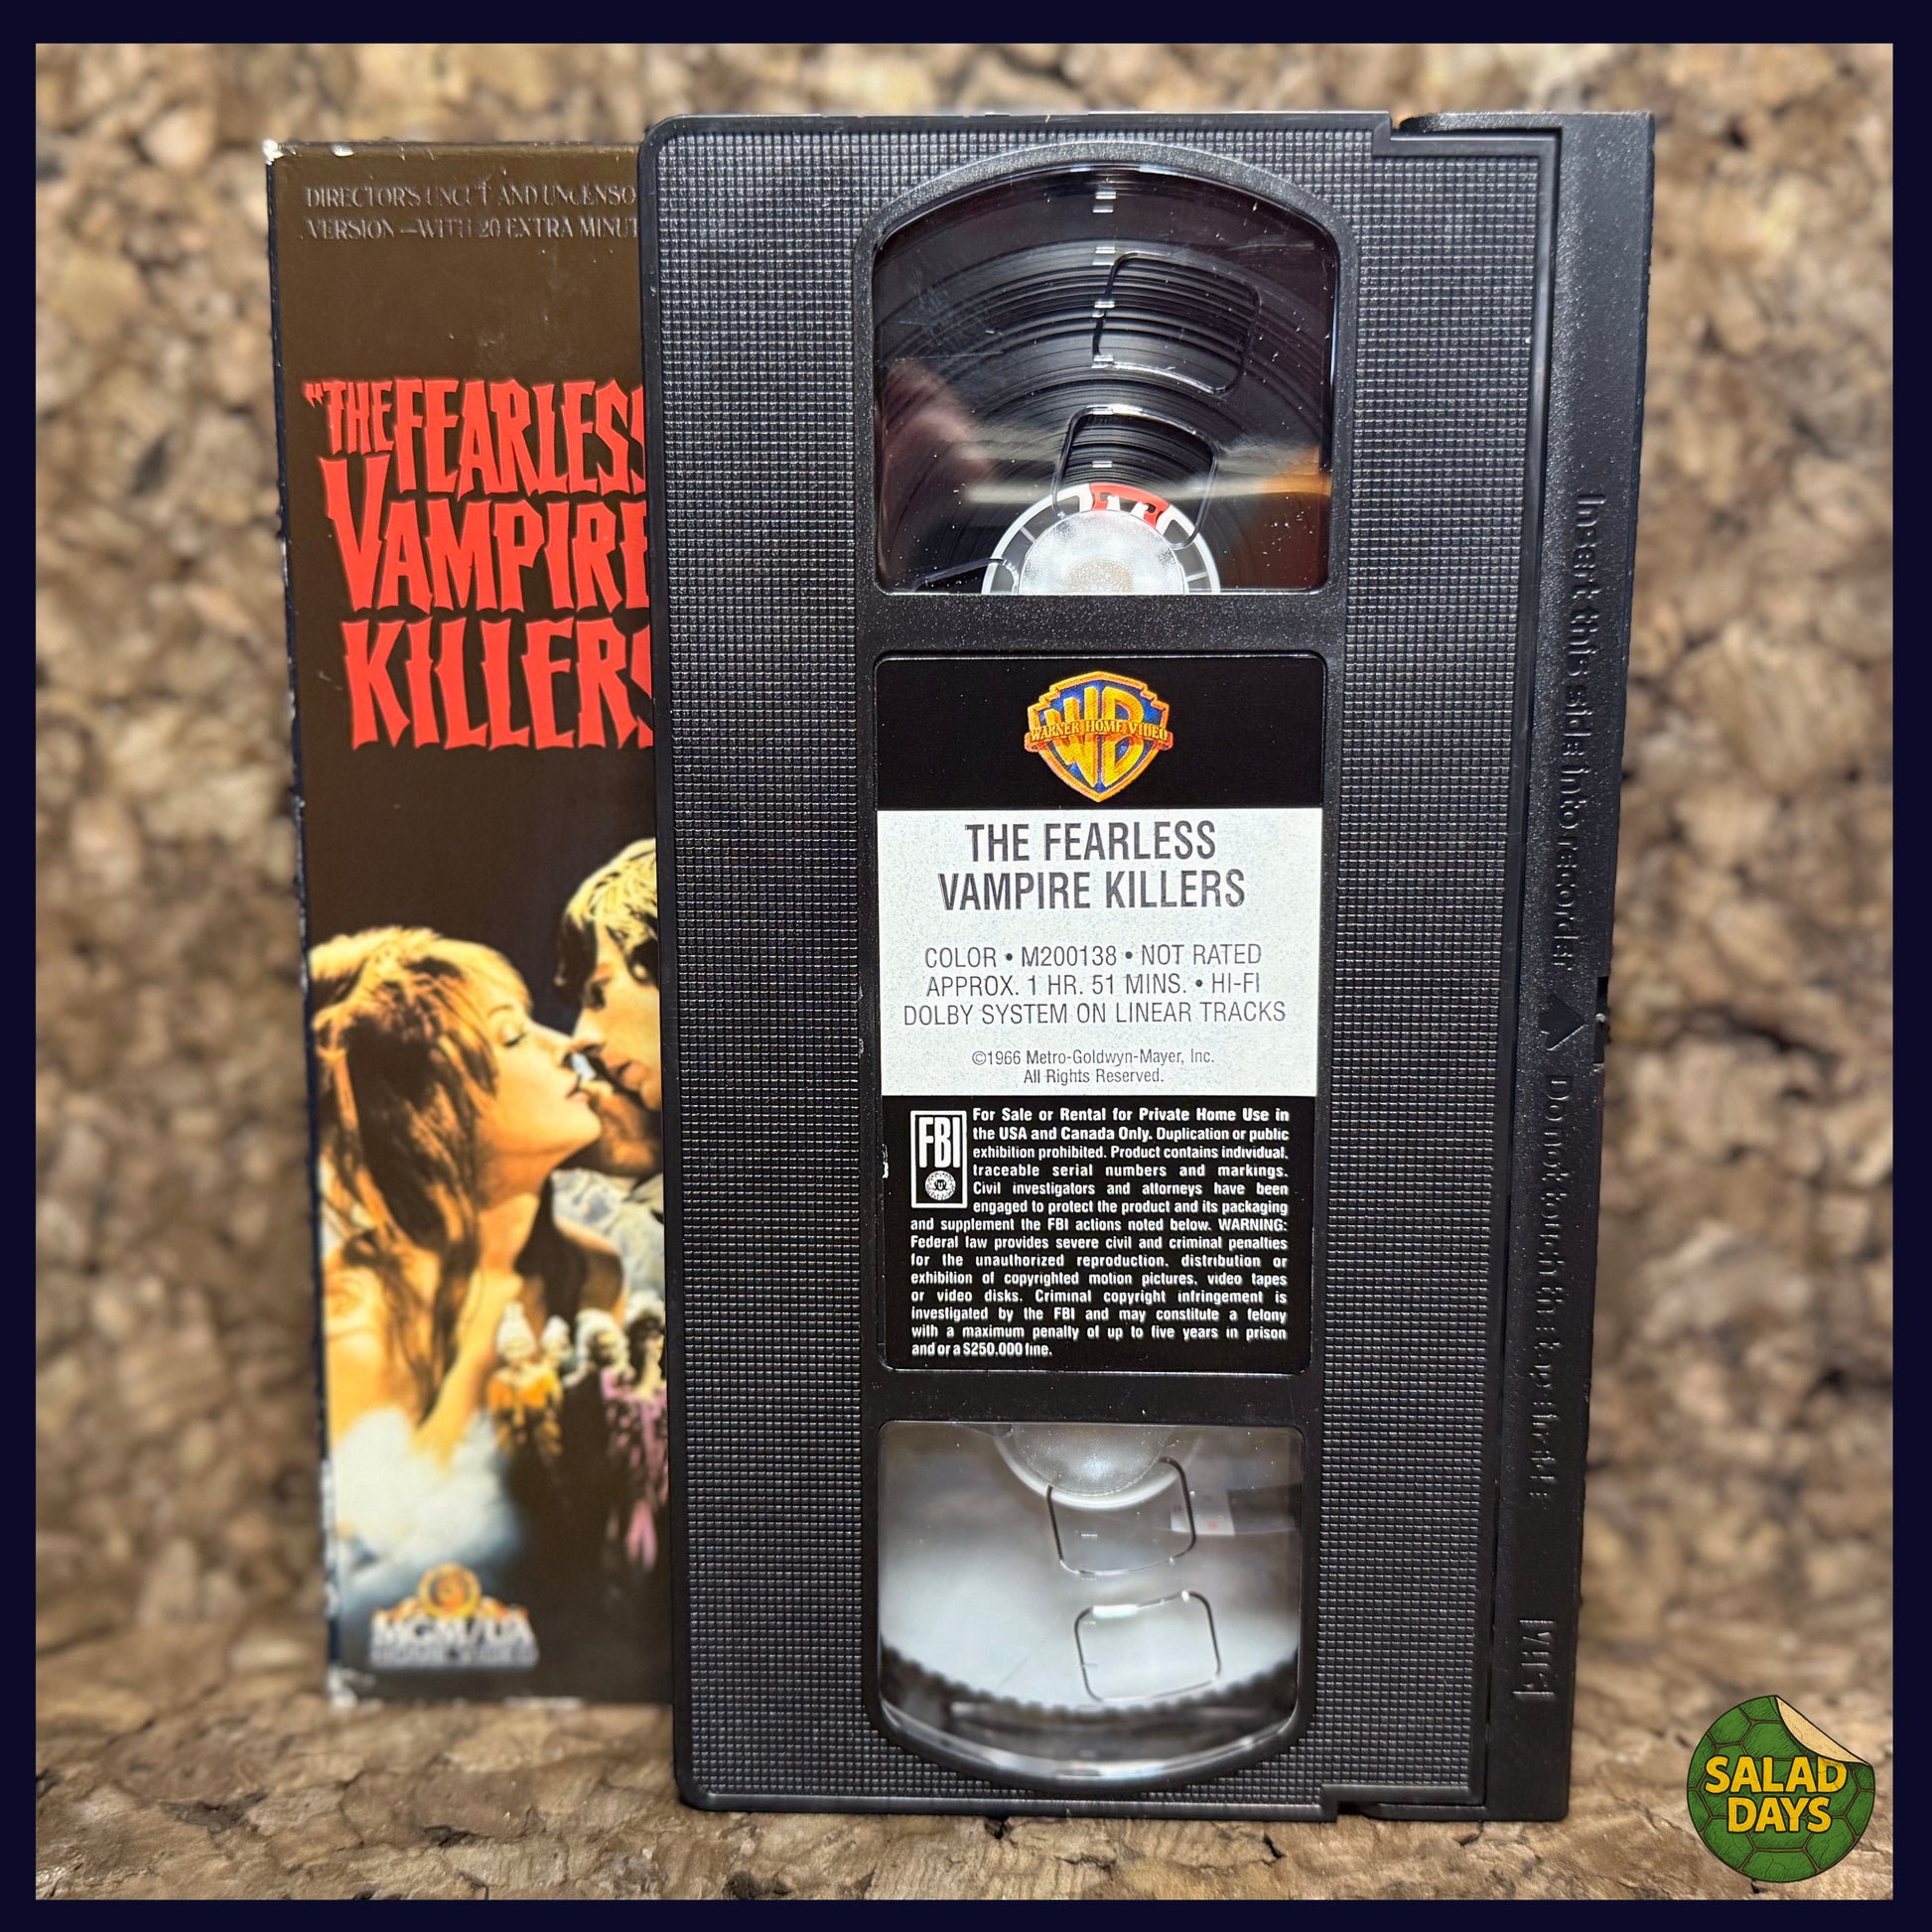 DIRECTOR'S UNCUT AND UNCENSO
VERSION—WITH 20 EXTRA MINUT
"THE FEARLESS
VAMPIRE
KILLERS
MGM/UA
HOME VIDEO
WARNER HOME VIDEO
THE FEARLESS
VAMPIRE KILLERS
COLOR • M200138 • NOT RATED
APPROX. 1 HR. 51 MINS. • HI-FI
DOLBY SYSTEM ON LINEAR TRACKS
©1966 Metro-Goldwyn-Mayer, Inc.
All Rights Reserved.
FBI
For Sale or Rental for Private Home Use in
the USA and Canada Only. Duplication or public
exhibition prohibited. Product contains individual,
traceable serial numbers and markings.
Civil investigators and attorneys have been
engaged to protect the product and its packaging
and supplement the FBI actions noted below. WARNING:
Federal law provides severe civil and criminal penalties
for the unauthorized reproduction, distribution or
exhibition of copyrighted motion pictures, video tapes
or video disks. Criminal copyright infringement is
investigated by the FBI and may constitute a felony
with a maximum penalty of up to five years in prison
and or a $250,000 fine.
Insert this side into recorder
Do not touch the tape inside
VHS
SALAD
DAYS